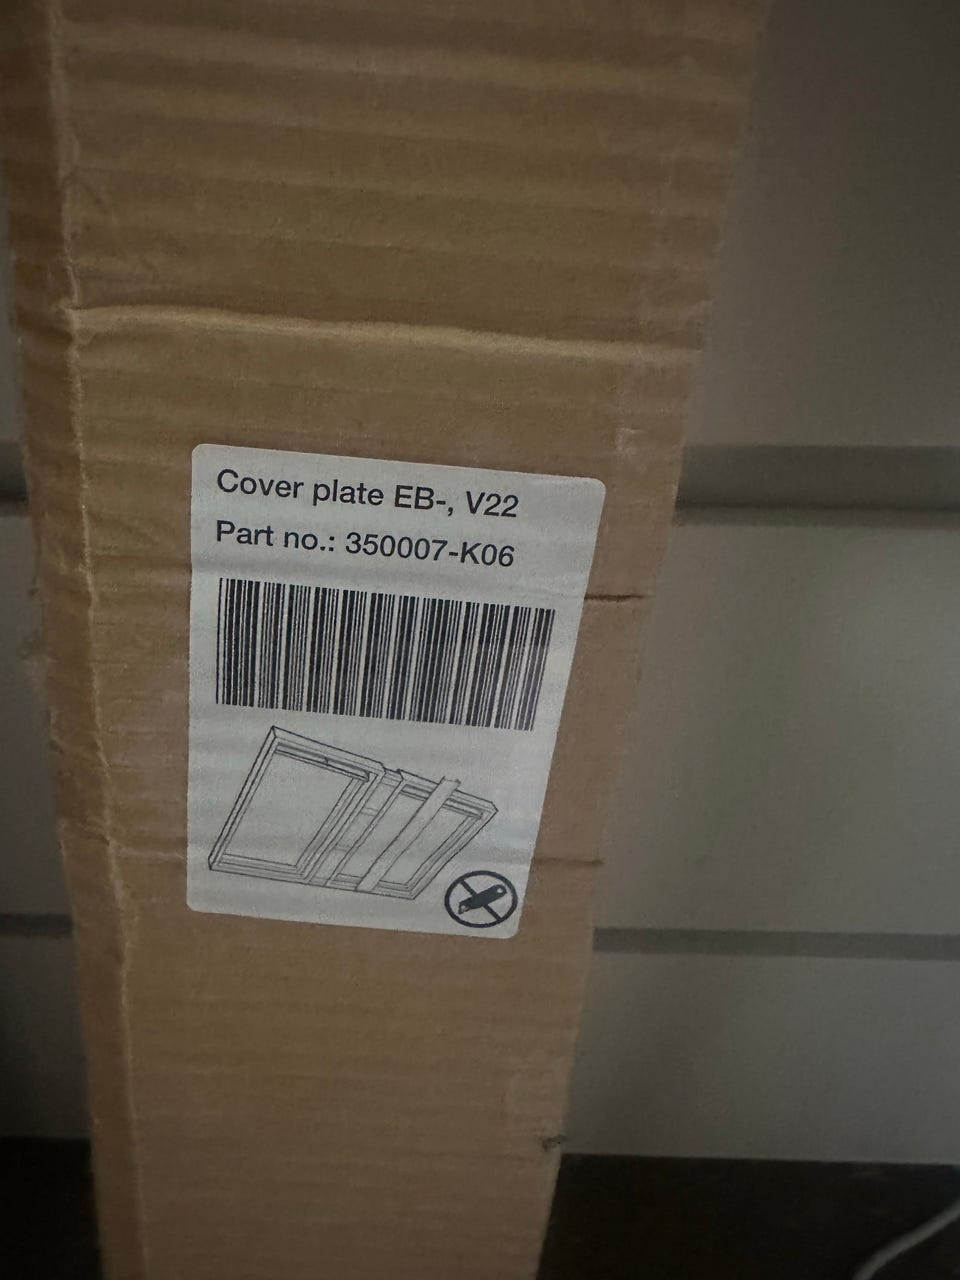 Cover plate EB-, V22
Part no.: 350007-K06